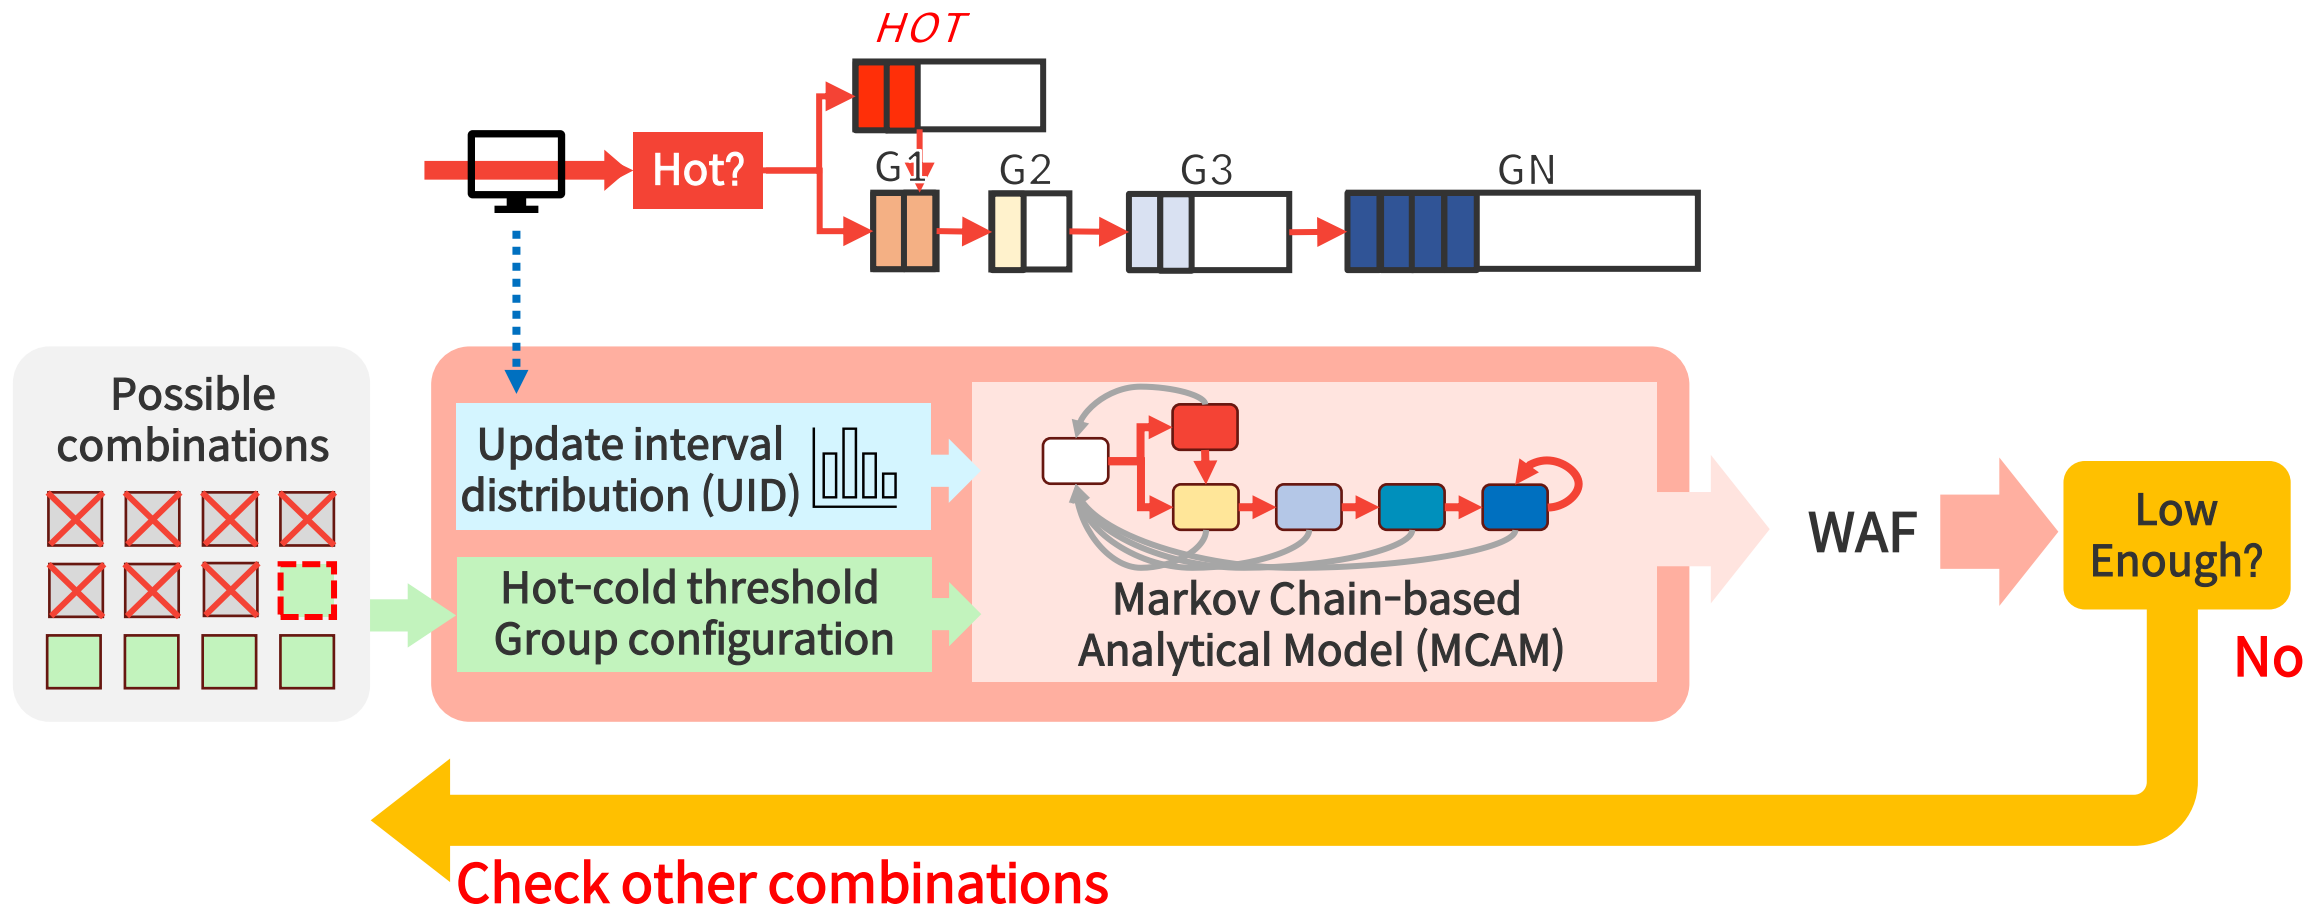 HOT
Hot?
G1
G2
G3
GN
Possible
combinations
Update interval
distribution (UID)
Hot-cold threshold
Group configuration
Markov Chain-based
Analytical Model (MCAM)
WAF
Low
Enough?
No
Check other combinations